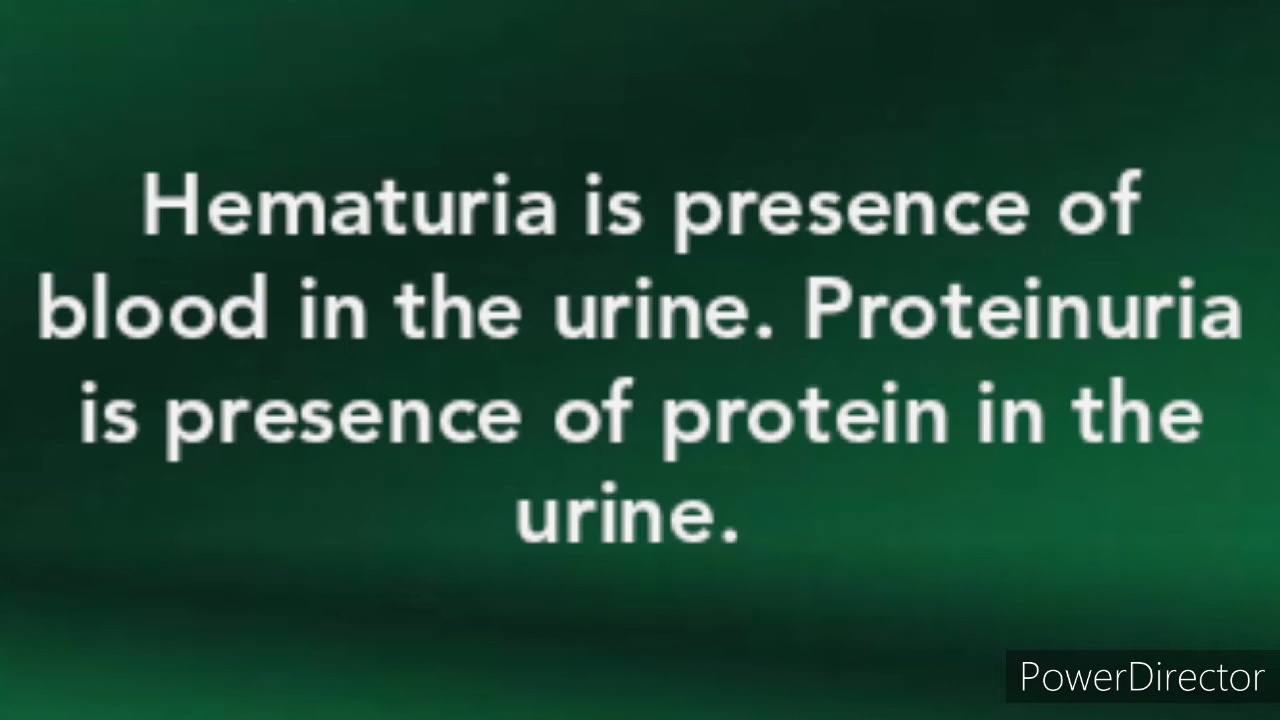 Hematuria is presence of
blood in the urine. Proteinuria
is presence of protein in the
urine.
PowerDirector